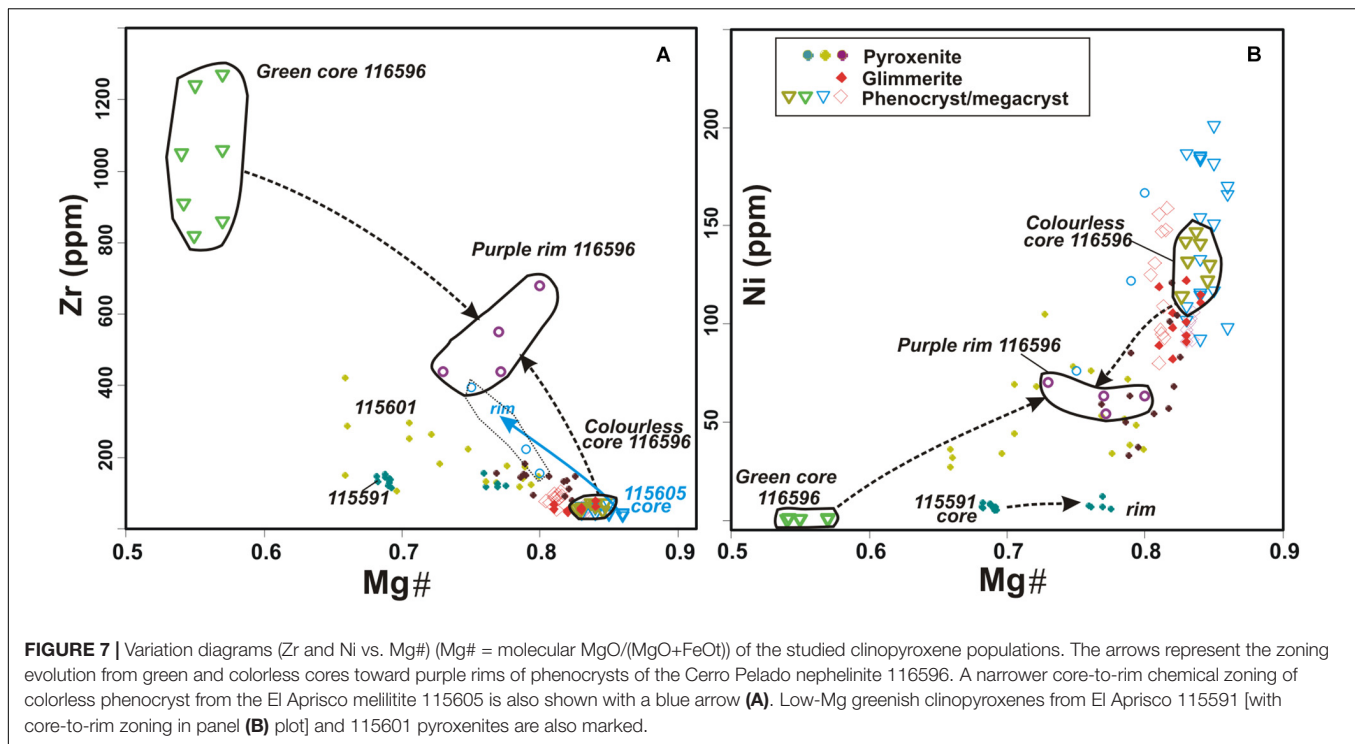 A
Green core 116596
Zr (ppm)
1200
1000
800
600
400
200
Purple rim 116596
115601
rim
Colourless
core 116596
115591
115605
core
0.5
0.6
0.7
0.8
0.9
Mg#
B
Pyroxenite
Glimmerite
Phenocryst/megacryst
Ni (ppm)
200
150
100
50
Colourless
core 116596
Purple rim 116596
Green core
116596
115591
core
rim
0.5
0.6
0.7
0.8
0.9
Mg#
FIGURE 7 | Variation diagrams (Zr and Ni vs. Mg#) (Mg# = molecular MgO/(MgO+FeOt)) of the studied clinopyroxene populations. The arrows represent the zoning
evolution from green and colorless cores toward purple rims of phenocrysts of the Cerro Pelado nephelinite 116596. A narrower core-to-rim chemical zoning of
colorless phenocryst from the El Aprisco melilitite 115605 is also shown with a blue arrow (A). Low-Mg greenish clinopyroxenes from El Aprisco 115591 [with
core-to-rim zoning in panel (B) plot] and 115601 pyroxenites are also marked.